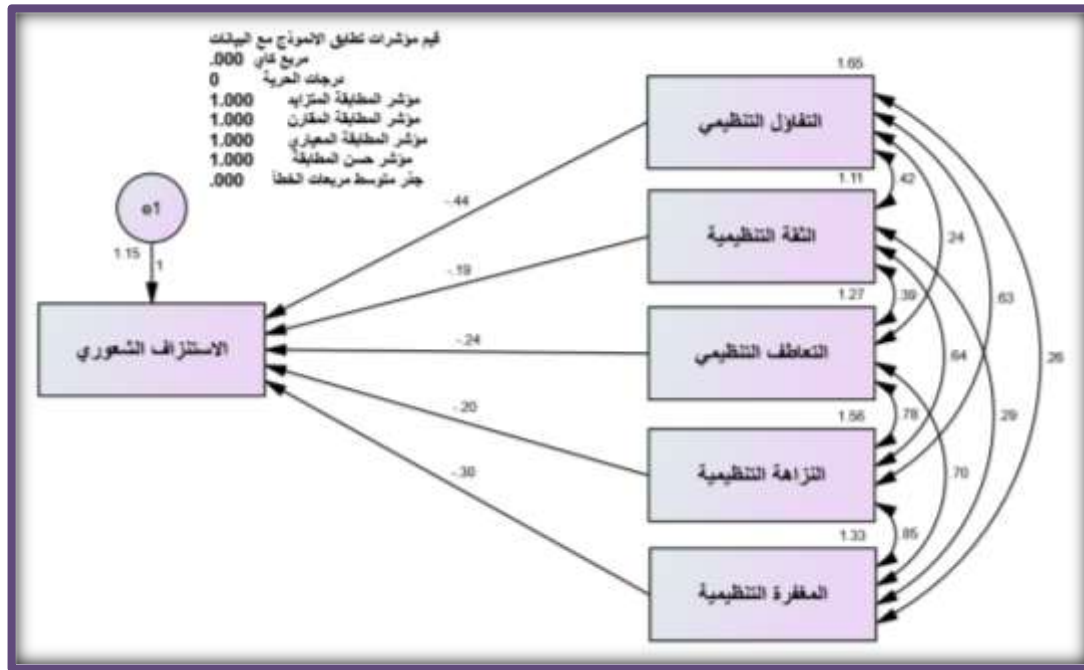 قيم مؤشرات تطابق الانموذج مع البيانات
مربع كاي .000
درجات الحرية 0
مؤشر المطابقة المتزايد 1.000
مؤشر المطابقة المقارن 1.000
مؤشر المطابقة المعياري 1.000
مؤشر حسن المطابقة 1.000
جذر متوسط مربعات الخطأ .000
e1
1.15
1
الاستنزاف الشعوري
1.65
التفاؤل التنظيمي
1.11
الثقة التنظيمية
1.27
التعاطف التنظيمي
1.56
النزاهة التنظيمية
1.33
المغفرة التنظيمية
-.44
-.19
-.24
-.20
-.30
.42
.24
.39
.63
.26
.64
.29
.78
.70
.85